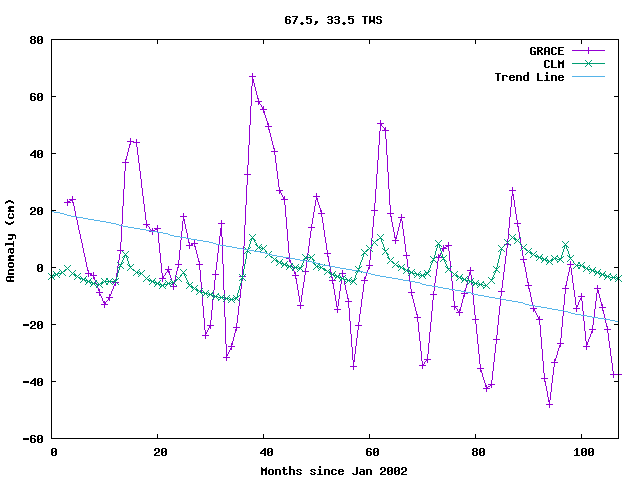 67.5, 33.5 TWS
80
60
40
20
0
-20
-40
-60
Anomaly (cm)
GRACE
CLM
Trend Line
0 20 40 60 80 100
Months since Jan 2002